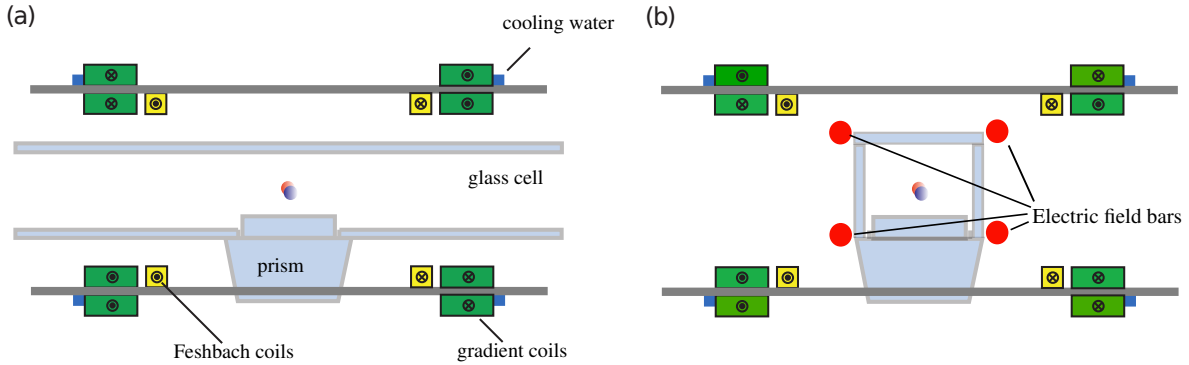 (a)
cooling water
glass cell
prism
Feshbach coils
gradient coils
(b)
Electric field bars